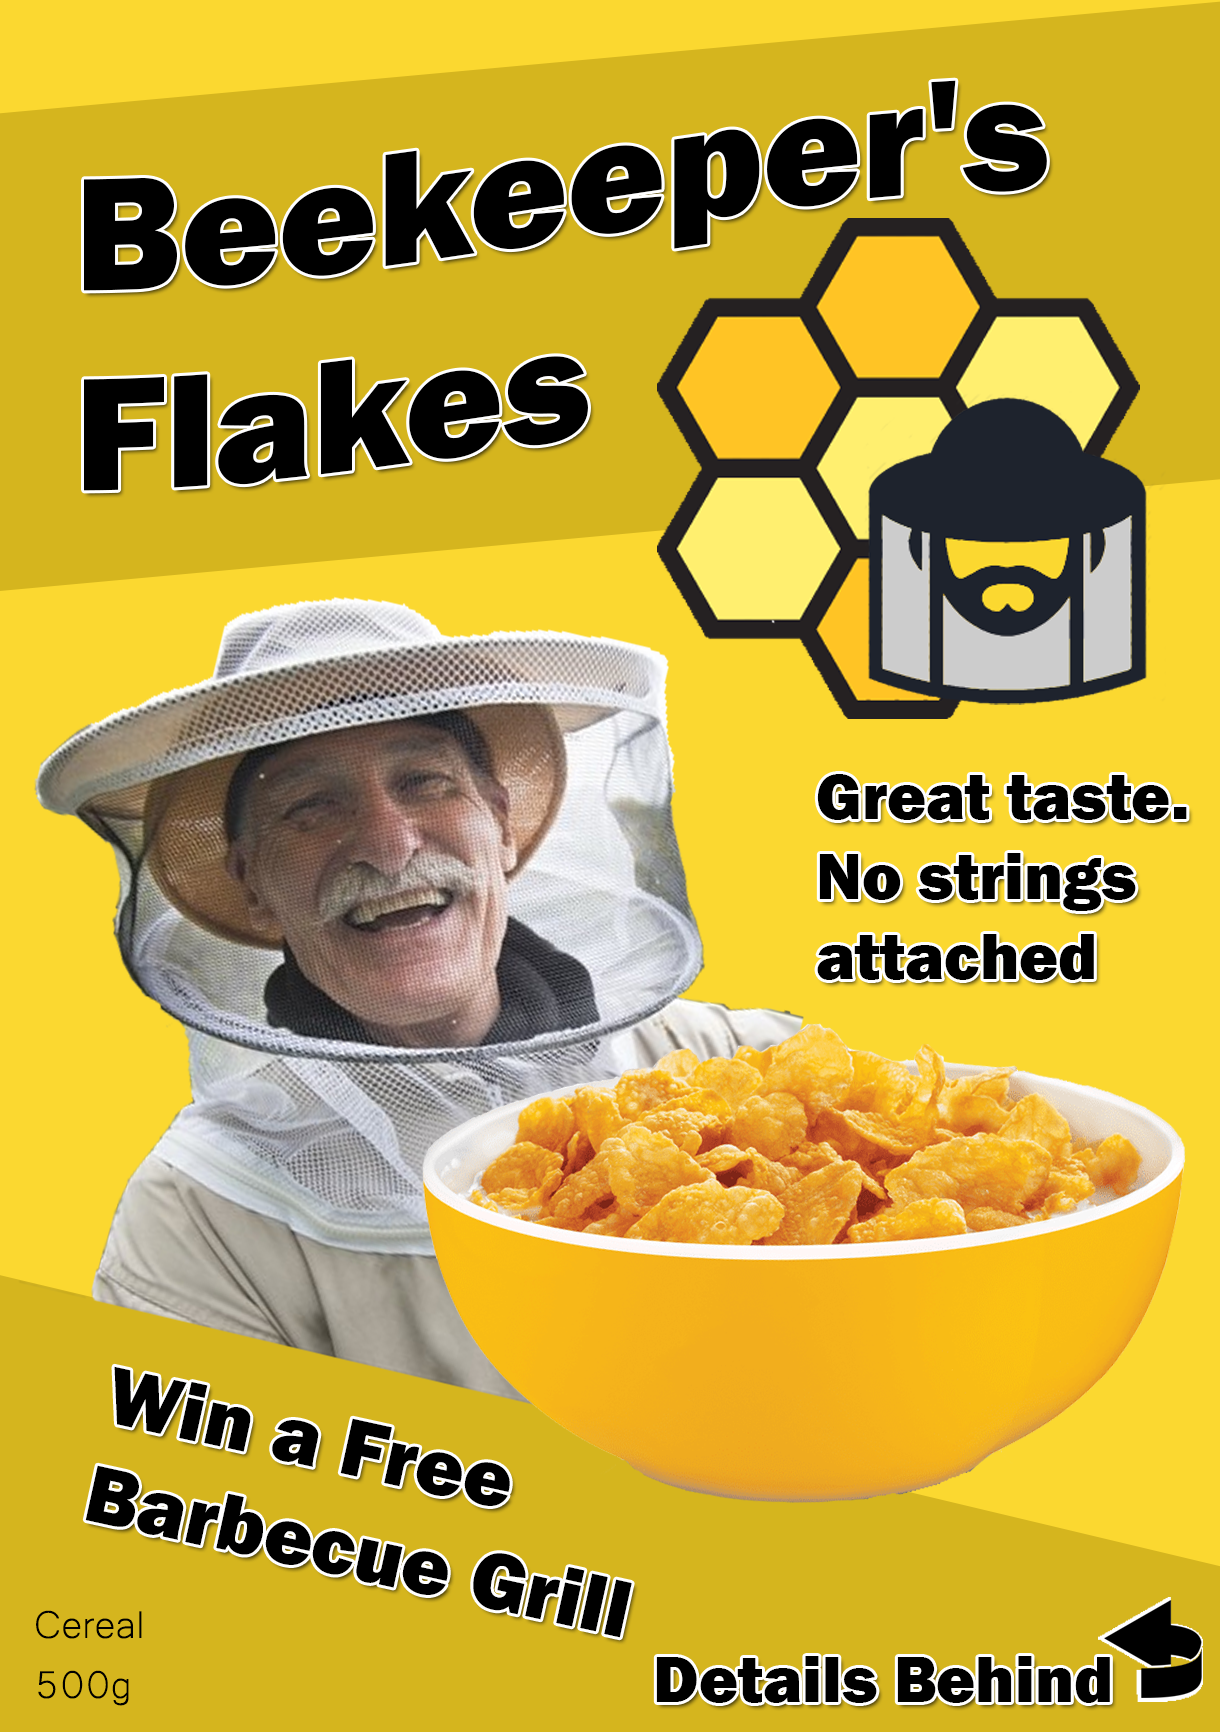 Beekeeper's
Flakes
Great taste.
No strings
attached
Win a Free
Barbecue Grill
Cereal
500g
Details Behind